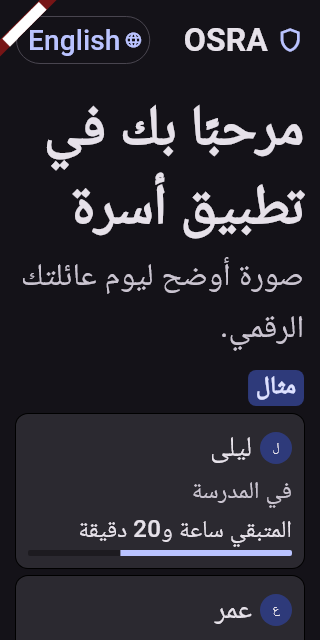 OSRA
English
مرحبًا بك في
تطبيق أسرة
صورة أوضح ليوم عائلتك
الرقمي.
مثال
ل ليلى
في المدرسة
المتبقي ساعة و20 دقيقة
ع عمر